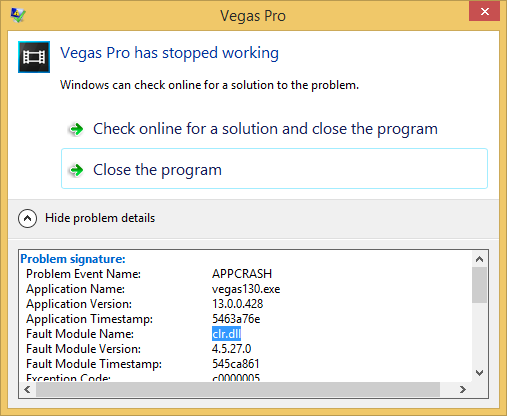 Vegas Pro
Vegas Pro has stopped working
Windows can check online for a solution to the problem.
Check online for a solution and close the program
Close the program
Hide problem details
Problem signature:
Problem Event Name: APPCRASH
Application Name: vegas130.exe
Application Version: 13.0.0.428
Application Timestamp: 5463a76e
Fault Module Name: clr.dll
Fault Module Version: 4.5.27.0
Fault Module Timestamp: 545ca861
Exception Code: c0000005